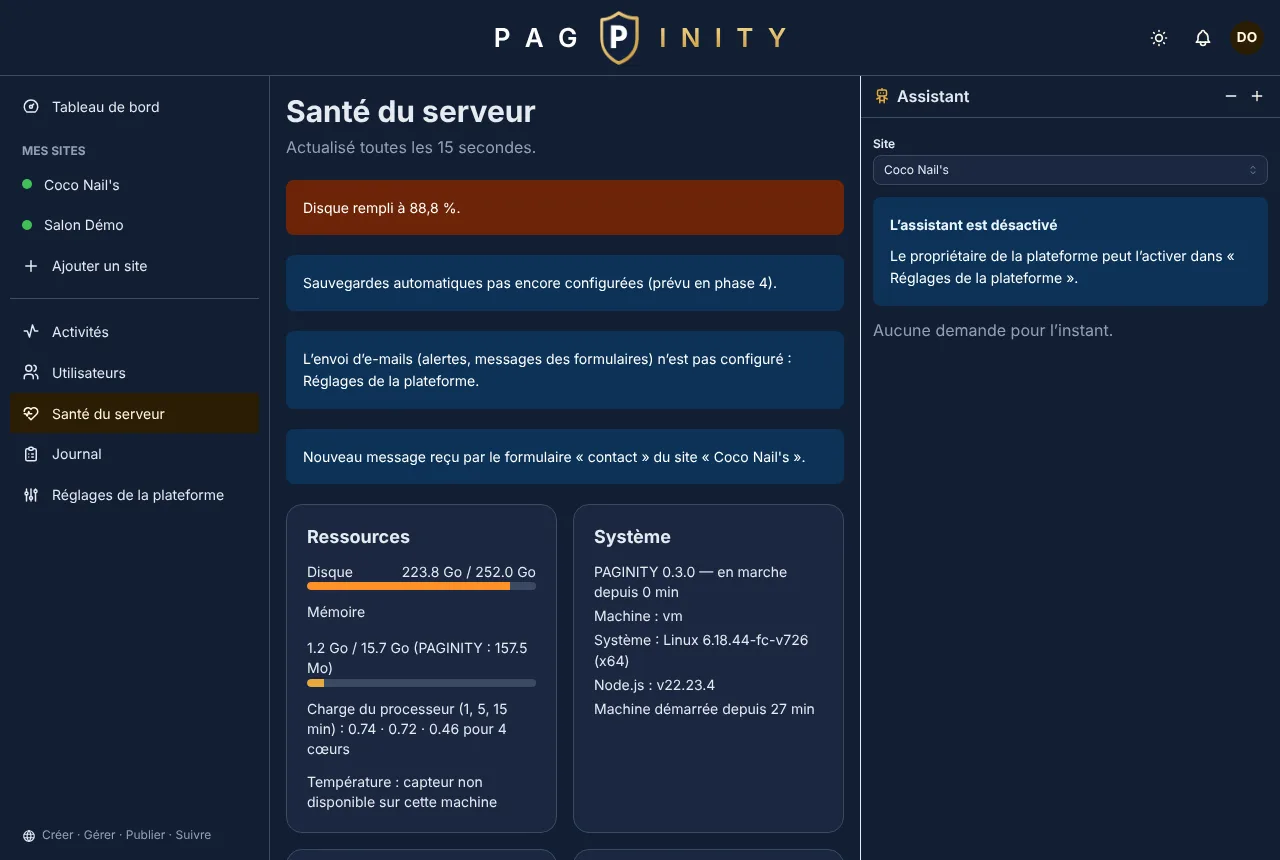 PAG P INITY
DO
Tableau de bord
MES SITES
Coco Nail's
Salon Démo
Ajouter un site
Activités
Utilisateurs
Santé du serveur
Journal
Réglages de la plateforme
Créer · Gérer · Publier · Suivre
Santé du serveur
Actualisé toutes les 15 secondes.
Disque rempli à 88,8 %.
Sauvegardes automatiques pas encore configurées (prévu en phase 4).
L’envoi d’e-mails (alertes, messages des formulaires) n’est pas configuré :
Réglages de la plateforme.
Nouveau message reçu par le formulaire « contact » du site « Coco Nail's ».
Ressources
Disque 223.8 Go / 252.0 Go
Mémoire
1.2 Go / 15.7 Go (PAGINITY : 157.5
Mo)
Charge du processeur (1, 5, 15
min) : 0.74 · 0.72 · 0.46 pour 4
cœurs
Température : capteur non
disponible sur cette machine
Système
PAGINITY 0.3.0 — en marche
depuis 0 min
Machine : vm
Système : Linux 6.18.44-fc-v726
(x64)
Node.js : v22.23.4
Machine démarrée depuis 27 min
Assistant
Site
Coco Nail's
L’assistant est désactivé
Le propriétaire de la plateforme peut l’activer dans «
Réglages de la plateforme ».
Aucune demande pour l’instant.